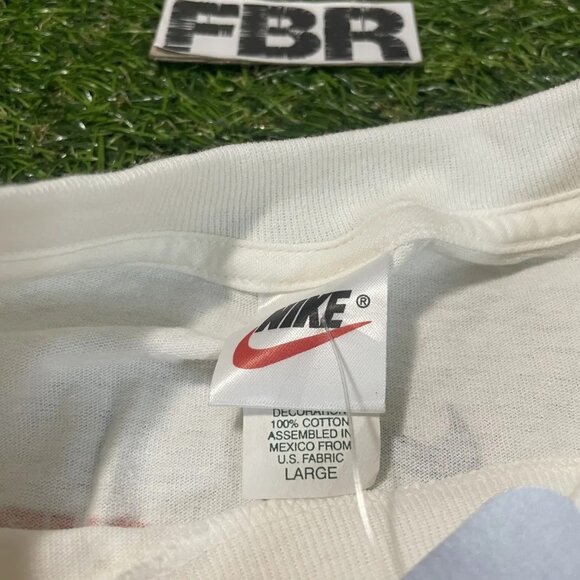 FBR
NIKE®
DECORATION
100% COTTON
ASSEMBLED IN
MEXICO FROM
U.S. FABRIC
LARGE